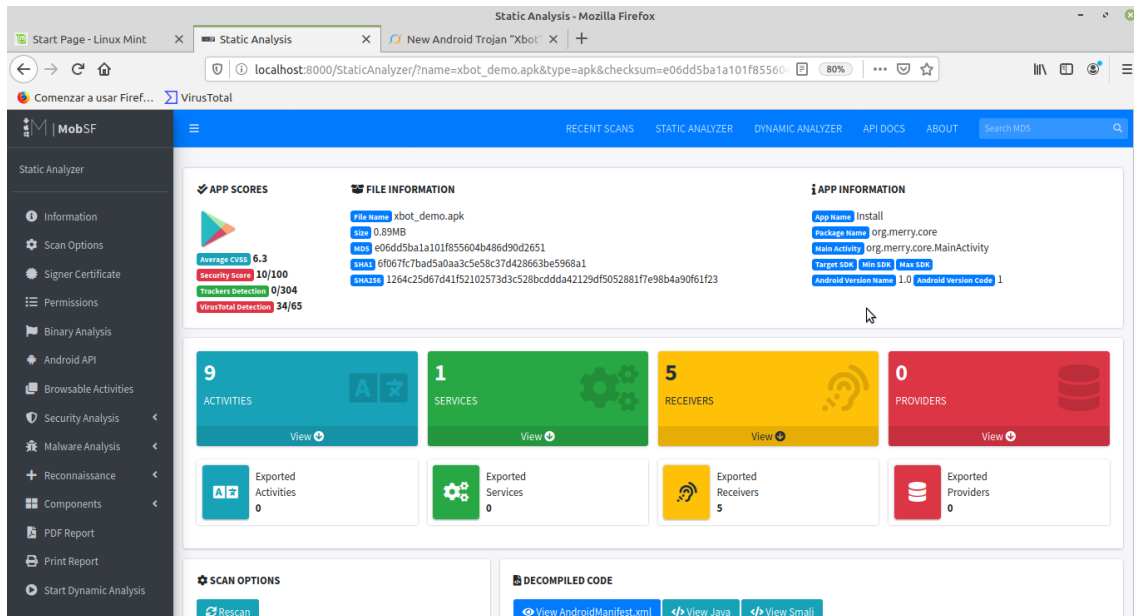 Static Analysis - Mozilla Firefox
Start Page - Linux Mint
Static Analysis
New Android Trojan "Xbot"
localhost:8000/StaticAnalyzer/?name=xbot_demo.apk&type=apk&checksum=e06dd5ba1a101f85560
80%
Comenzar a usar Firef…
VirusTotal
MobSF
RECENT SCANS
STATIC ANALYZER
DYNAMIC ANALYZER
API DOCS
ABOUT
Search MD5
Static Analyzer
Information
Scan Options
Signer Certificate
Permissions
Binary Analysis
Android API
Browsable Activities
Security Analysis
Malware Analysis
Reconnaissance
Components
PDF Report
Print Report
Start Dynamic Analysis
APP SCORES
Average CVSS 6.3
Security Score 10/100
Trackers Detection 0/304
VirusTotal Detection 34/65
FILE INFORMATION
File Name xbot_demo.apk
Size 0.89MB
MD5 e06dd5ba1a101f855604b486d90d2651
SHA1 6f067fc7bad5a0aa3c5e58c37d428663be5968a1
SHA256 1264c25d67d41f52102573d3c528bcddda42129df5052881f7e98b4a90f61f23
APP INFORMATION
App Name Install
Package Name org.merry.core
Main Activity org.merry.core.MainActivity
Target SDK Min SDK Max SDK
Android Version Name 1.0 Android Version Code 1
9
ACTIVITIES
View
1
SERVICES
View
5
RECEIVERS
View
0
PROVIDERS
View
Exported
Activities
0
Exported
Services
0
Exported
Receivers
5
Exported
Providers
0
SCAN OPTIONS
Rescan
DECOMPILED CODE
View AndroidManifest.xml
View Java
View Smali